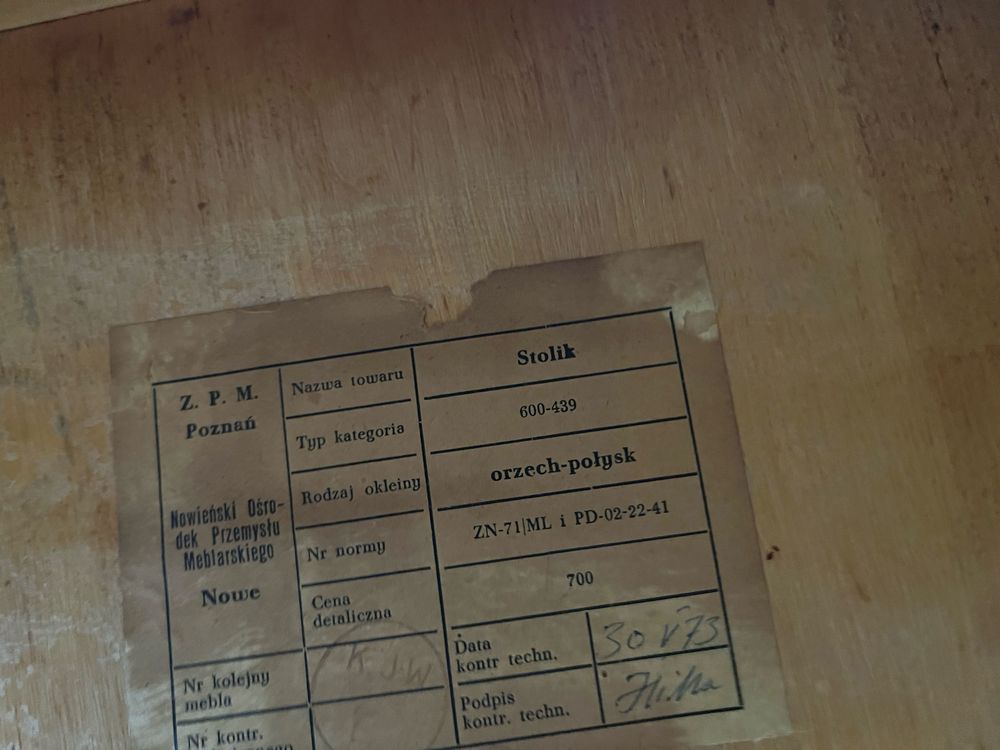 Z. P. M.
Poznań
Nowieński Ośro-
dek Przemysłu
Meblarskiego
Nowe
Nazwa towaru
Stolik
Typ kategoria
600-439
Rodzaj okleiny
orzech-połysk
Nr normy
ZN-71|ML i PD-02-22-41
Cena
detaliczna
700
Nr kolejny
mebla
K J.W
Data
kontr techn.
30 V 73
Nr kontr.
Podpis
kontr. techn.